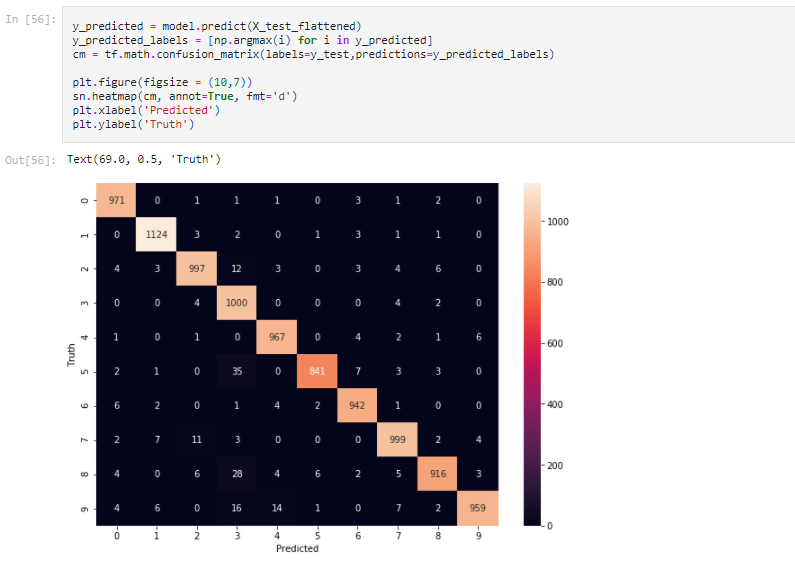 In [56]:
y_predicted = model.predict(X_test_flattened)
y_predicted_labels = [np.argmax(i) for i in y_predicted]
cm = tf.math.confusion_matrix(labels=y_test,predictions=y_predicted_labels)
plt.figure(figsize = (10,7))
sn.heatmap(cm, annot=True, fmt='d')
plt.xlabel('Predicted')
plt.ylabel('Truth')
Out[56]: Text(69.0, 0.5, 'Truth')
0 971 0 1 1 1 0 3 1 2 0
1 0 1124 3 2 0 1 3 1 1 0
2 4 3 997 12 3 0 3 4 6 0
3 0 0 4 1000 0 0 0 4 2 0
4 1 0 1 0 967 0 4 2 1 6
5 2 1 0 35 0 841 7 3 3 0
6 6 2 0 1 4 2 942 1 0 0
7 2 7 11 3 0 0 0 999 2 4
8 4 0 6 28 4 6 2 5 916 3
9 4 6 0 16 14 1 0 7 2 959
Truth
0 1 2 3 4 5 6 7 8 9
Predicted
1000
800
600
400
200
0